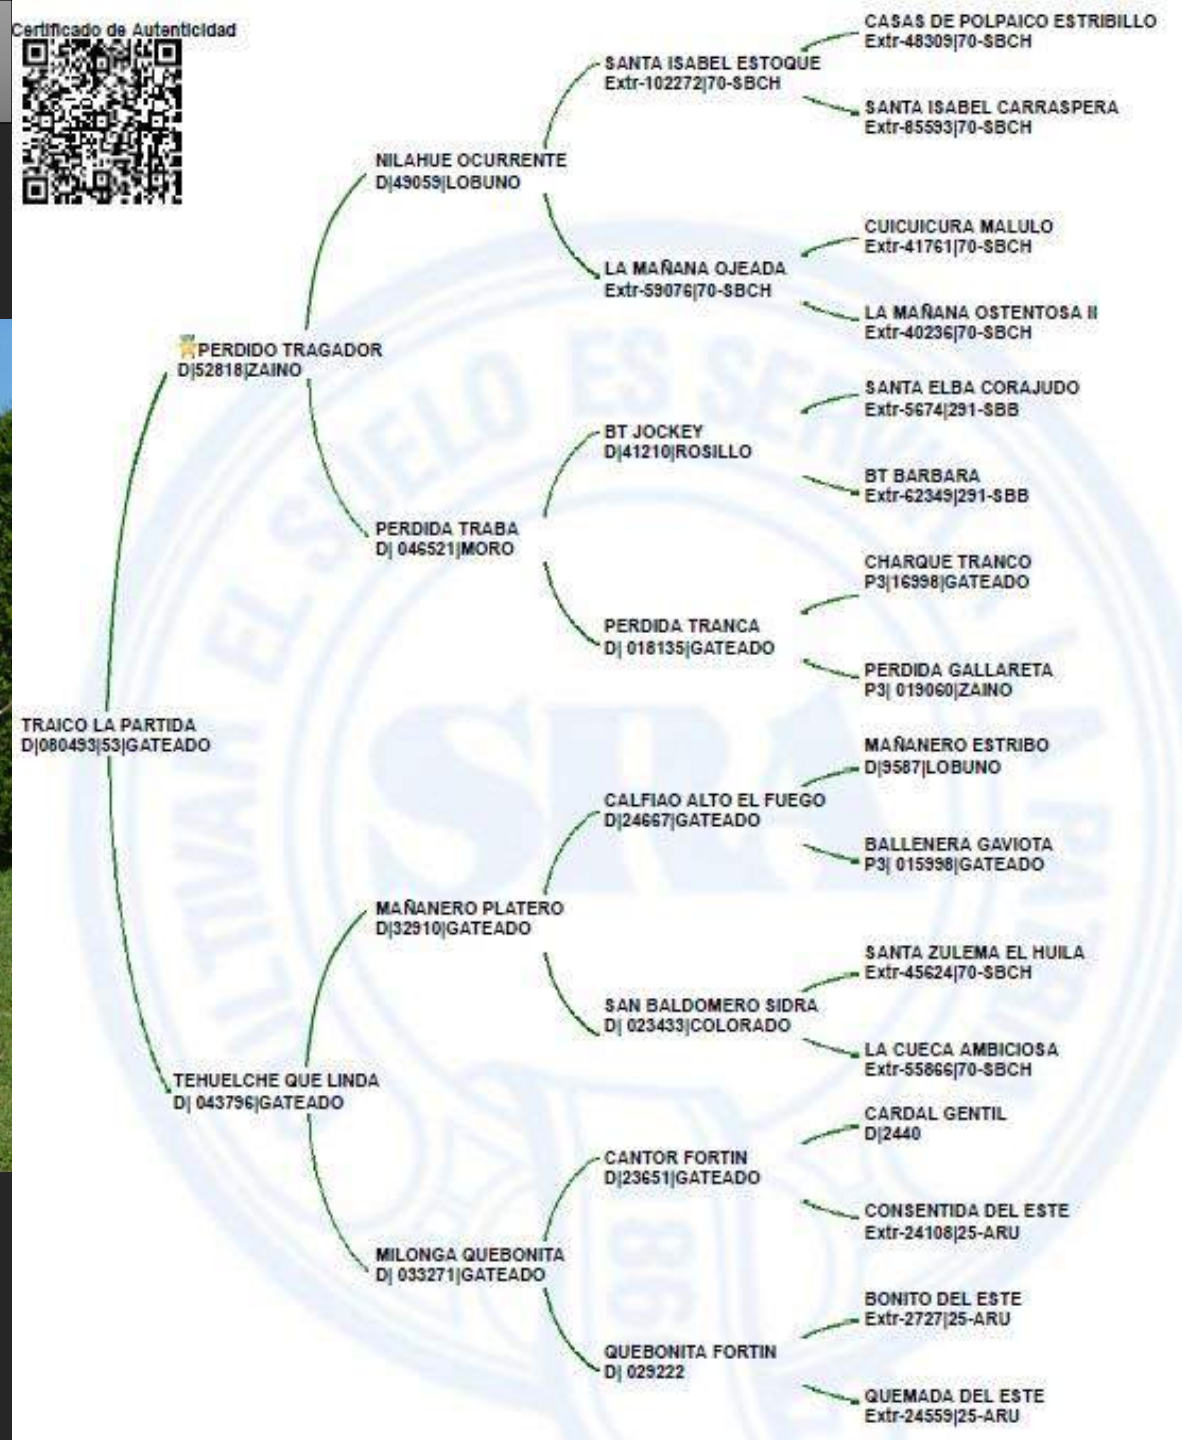 Certificado de Autenticidad
CASAS DE POLPAICO ESTRIBILLO
Extr-48309|70-SBCH
SANTA ISABEL ESTOQUE
Extr-102272|70-SBCH
SANTA ISABEL CARRASPERA
Extr-65593|70-SBCH
NILAHUE OCURRENTE
D|49059|LOBUNO
CUICUICURA MALULO
Extr-41761|70-SBCH
LA MAÑANA OJEADA
Extr-59076|70-SBCH
LA MAÑANA OSTENTOSA II
Extr-40236|70-SBCH
PERDIDO TRAGADOR
D|52818|ZAINO
SANTA ELBA CORAJUDO
Extr-5674|291-SBB
BT JOCKEY
D|41210|ROSILLO
BT BARBARA
Extr-62349|291-SBB
PERDIDA TRABA
D| 046521|MORO
CHARQUE TRANCO
P3|16998|GATEADO
PERDIDA TRANCA
D| 018135|GATEADO
PERDIDA GALLARETA
P3| 019060|ZAINO
TRAICO LA PARTIDA
D|080493|53|GATEADO
MAÑANERO ESTRIBO
D|9587|LOBUNO
CALFIAO ALTO EL FUEGO
D|24667|GATEADO
BALLENERA GAVIOTA
P3| 015998|GATEADO
MAÑANERO PLATERO
D|32910|GATEADO
SANTA ZULEMA EL HUILA
Extr-45624|70-SBCH
SAN BALDOMERO SIDRA
D| 023433|COLORADO
LA CUECA AMBICIOSA
Extr-55866|70-SBCH
TEHUELCHE QUE LINDA
D| 043796|GATEADO
CARDAL GENTIL
D|2440
CANTOR FORTIN
D|23651|GATEADO
CONSENTIDA DEL ESTE
Extr-24108|25-ARU
MILONGA QUEBONITA
D| 033271|GATEADO
BONITO DEL ESTE
Extr-2727|25-ARU
QUEBONITA FORTIN
D| 029222
QUEMADA DEL ESTE
Extr-24559|25-ARU
SRA